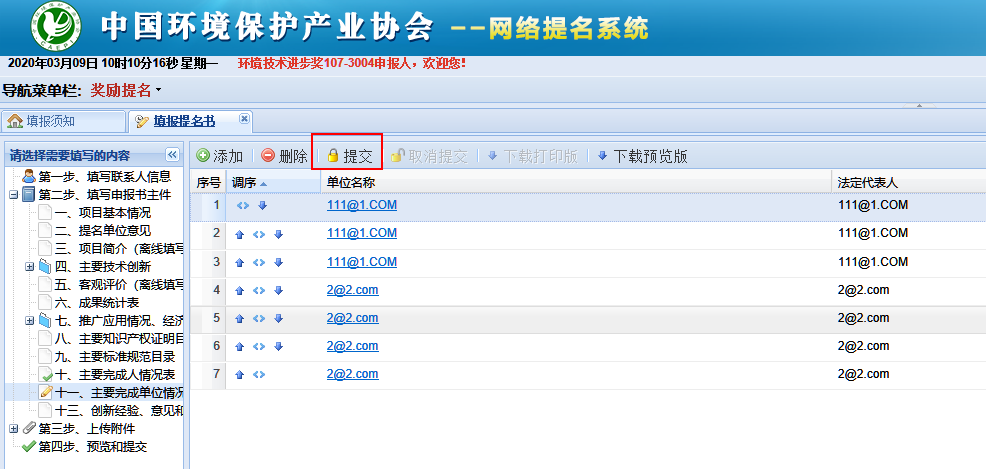 中国环境保护产业协会 --网络提名系统
CAEPI
2020年03月09日 10时10分16秒 星期一 环境技术进步奖107-3004申报人，欢迎您！
导航菜单栏: 奖励提名
填报须知 填报提名书
请选择需要填写的内容
添加 删除 提交 取消提交 下载打印版 下载预览版
序号 调序 单位名称 法定代表人
第一步、填写联系人信息
第二步、填写申报书主件
一、项目基本情况
二、提名单位意见
三、项目简介（离线填写
四、主要技术创新
五、客观评价（离线填写
六、成果统计表
七、推广应用情况、经济
八、主要知识产权证明目
九、主要标准规范目录
十、主要完成人情况表
十一、主要完成单位情况
十三、创新经验、意见和
第三步、上传附件
第四步、预览和提交
1 111@1.COM 111@1.COM
2 111@1.COM 111@1.COM
3 111@1.COM 111@1.COM
4 2@2.com 2@2.com
5 2@2.com 2@2.com
6 2@2.com 2@2.com
7 2@2.com 2@2.com